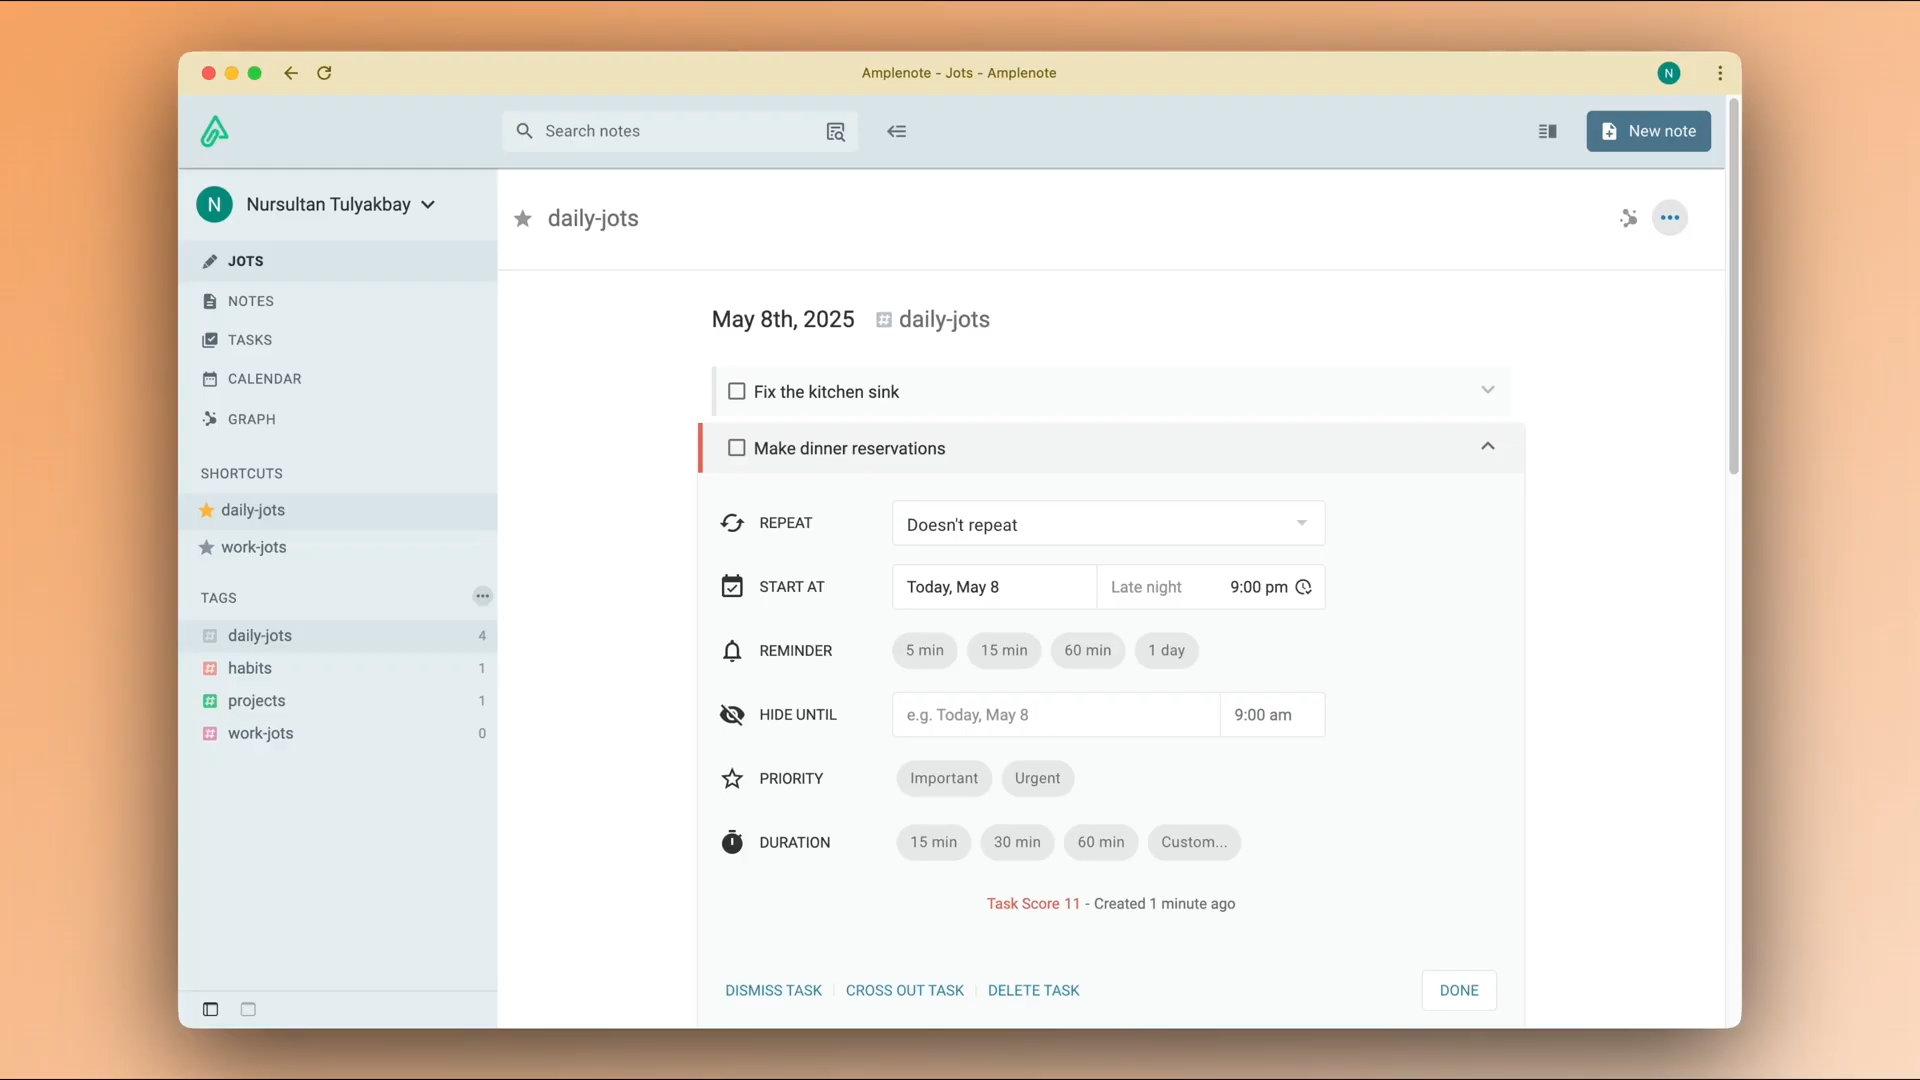 Amplenote - Jots - Amplenote
N
Search notes
New note
N
Nursultan Tulyakbay
JOTS
NOTES
TASKS
CALENDAR
GRAPH
SHORTCUTS
daily-jots
work-jots
TAGS
daily-jots 4
habits 1
projects 1
work-jots 0
daily-jots
May 8th, 2025 daily-jots
Fix the kitchen sink
Make dinner reservations
REPEAT Doesn't repeat
START AT Today, May 8 Late night 9:00 pm
REMINDER 5 min 15 min 60 min 1 day
HIDE UNTIL e.g. Today, May 8 9:00 am
PRIORITY Important Urgent
DURATION 15 min 30 min 60 min Custom...
Task Score 11 - Created 1 minute ago
DISMISS TASK CROSS OUT TASK DELETE TASK DONE